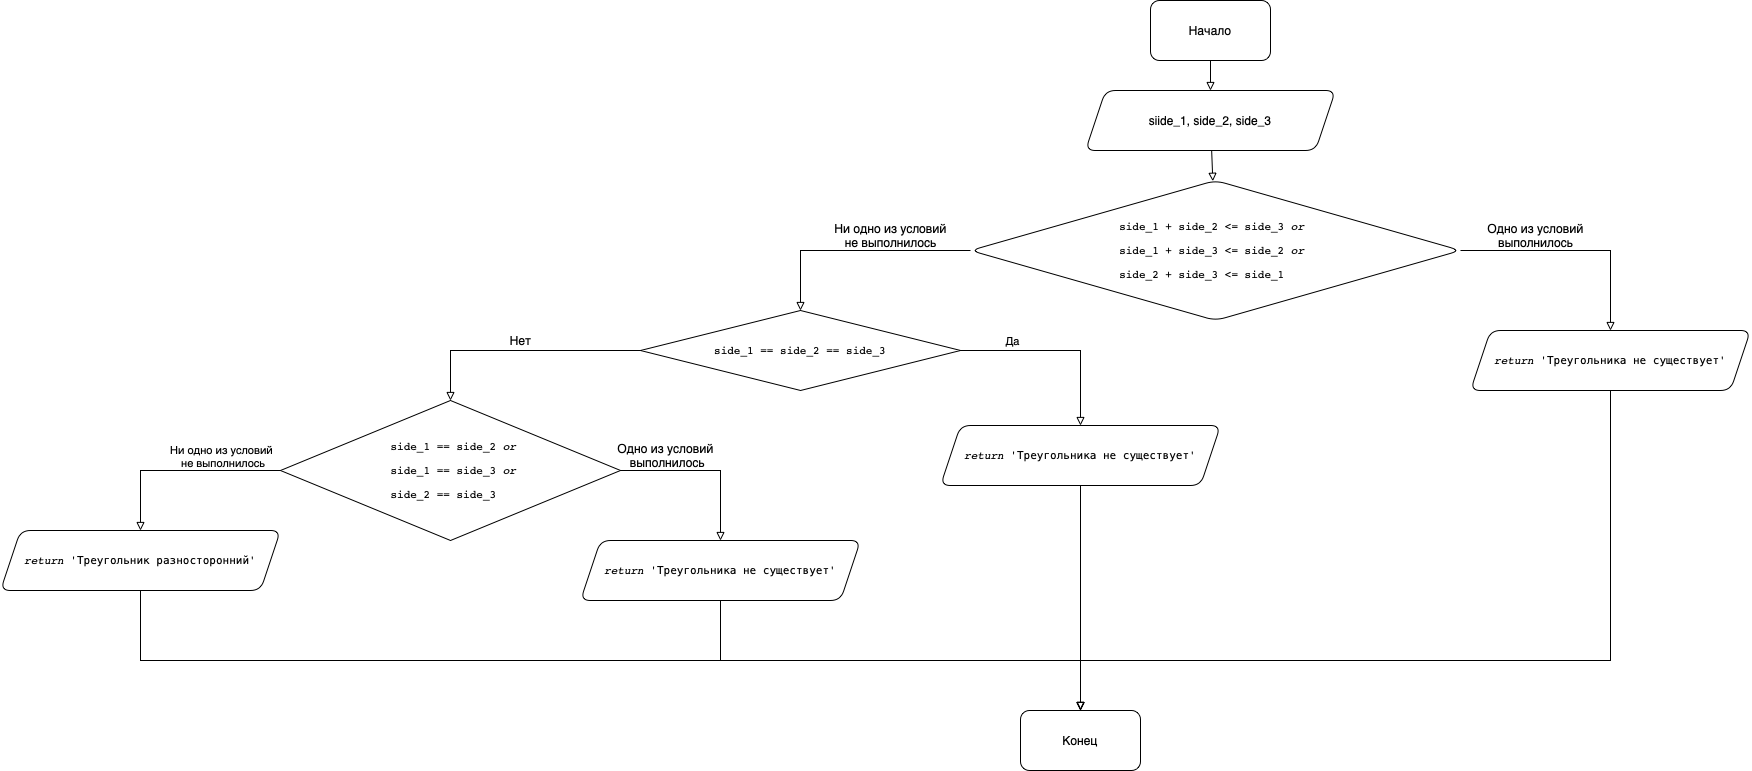 Начало
siide_1, side_2, side_3
Ни одно из условий
не выполнилось
side_1 + side_2 <= side_3 or
side_1 + side_3 <= side_2 or
side_2 + side_3 <= side_1
Одно из условий
выполнилось
Нет
side_1 == side_2 == side_3
Да
return 'Треугольника не существует'
Ни одно из условий
не выполнилось
side_1 == side_2 or
side_1 == side_3 or
side_2 == side_3
Одно из условий
выполнилось
return 'Треугольника не существует'
return 'Треугольник разносторонний'
return 'Треугольника не существует'
Конец